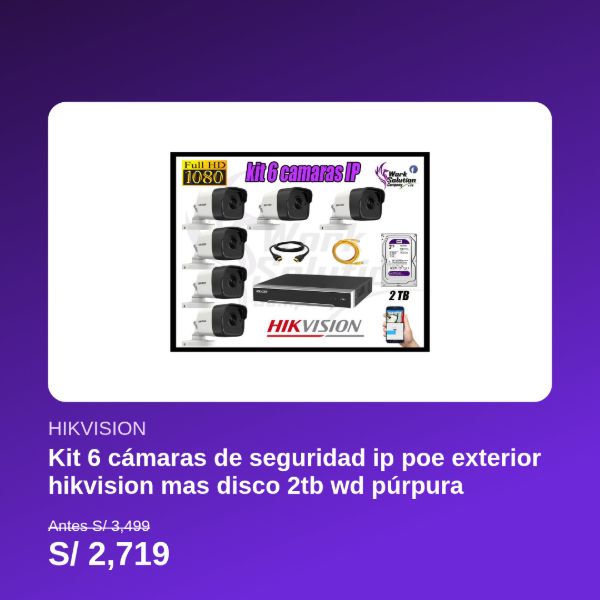 Full HD
1080
kit 6 camaras IP
Work
Solution
Company
2 TB
HIKVISION
HIKVISION
Kit 6 cámaras de seguridad ip poe exterior
hikvision mas disco 2tb wd púrpura
Antes S/ 3,499
S/ 2,719